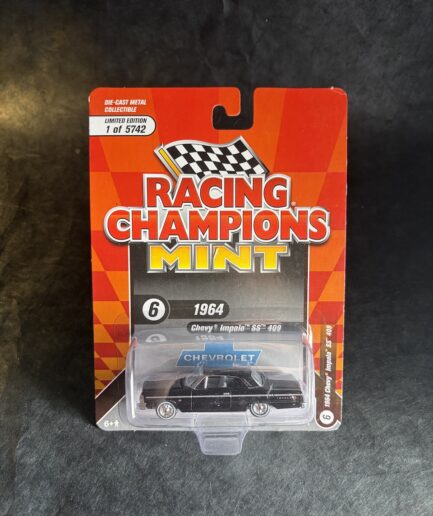 DIE-CAST METAL
COLLECTIBLE
LIMITED EDITION
1 of 5742
RACING
CHAMPIONS®
MINT
6 1964
Chevy® Impala™ SS™ 409
CHEVROLET
6 1964 Chevy® Impala™ SS™ 409
6+